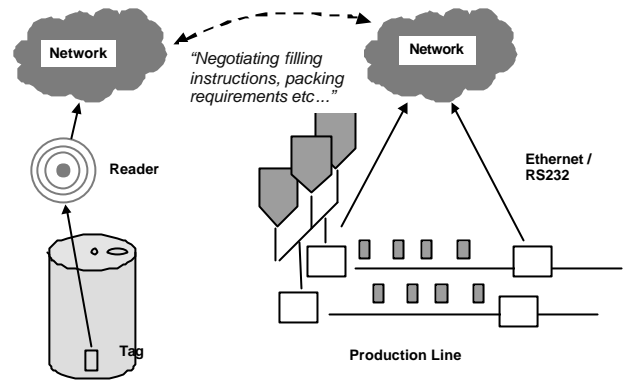 Network
Network
“Negotiating filling
instructions, packing
requirements etc…”
Reader
Ethernet /
RS232
Tag
Production Line